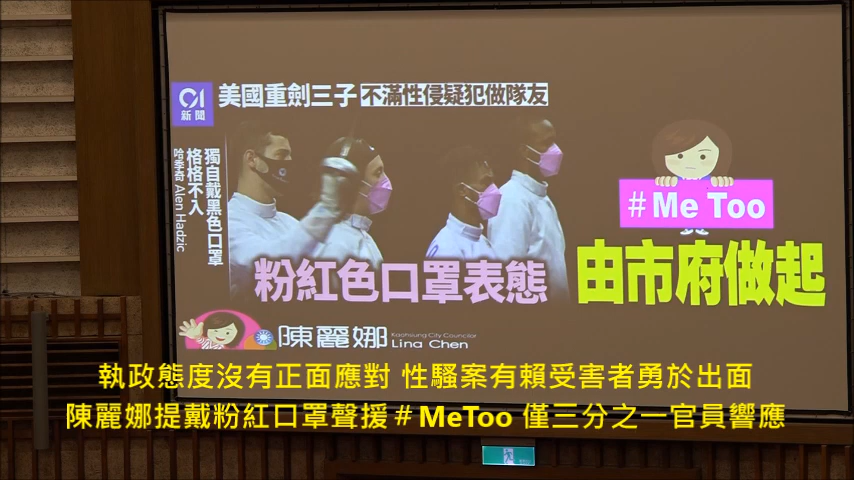 01
新聞
美國重劍三子 不滿性侵疑犯做隊友
獨自戴黑色口罩
格格不入
哈季奇 Alen Hadzic
粉紅色口罩表態
#Me Too
由市府做起
陳麗娜
Kaohsiung City Councilor
Lina Chen
執政態度沒有正面應對 性騷案有賴受害者勇於出面
陳麗娜提戴粉紅口罩聲援#MeToo 僅三分之一官員響應